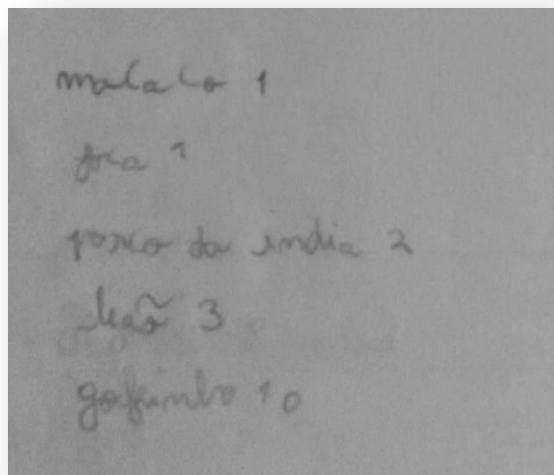 macaco 1
foca 1
porco da india 2
leão 3
golfinho 10